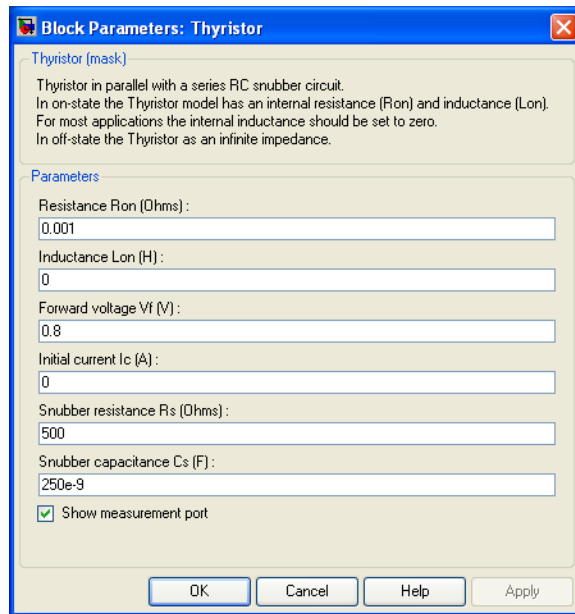 Block Parameters: Thyristor
Thyristor (mask)
Thyristor in parallel with a series RC snubber circuit.
In on-state the Thyristor model has an internal resistance (Ron) and inductance (Lon).
For most applications the internal inductance should be set to zero.
In off-state the Thyristor as an infinite impedance.
Parameters
Resistance Ron (Ohms) :
0.001
Inductance Lon (H) :
0
Forward voltage Vf (V) :
0.8
Initial current Ic (A) :
0
Snubber resistance Rs (Ohms) :
500
Snubber capacitance Cs (F) :
250e-9
Show measurement port
OK Cancel Help Apply